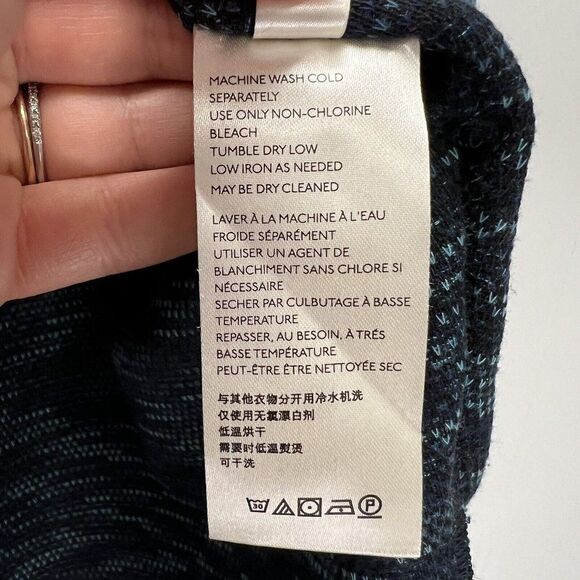 MACHINE WASH COLD
SEPARATELY
USE ONLY NON-CHLORINE
BLEACH
TUMBLE DRY LOW
LOW IRON AS NEEDED
MAY BE DRY CLEANED
LAVER À LA MACHINE À L'EAU
FROIDE SÉPARÉMENT
UTILISER UN AGENT DE
BLANCHIMENT SANS CHLORE SI
NÉCESSAIRE
SECHER PAR CULBUTAGE À BASSE
TEMPERATURE
REPASSER, AU BESOIN, À TRÉS
BASSE TEMPÉRATURE
PEUT-ÊTRE ÊTRE NETTOYÉE SEC
与其他衣物分开用冷水机洗
仅使用无氯漂白剂
低温烘干
需要时低温熨烫
可干洗
30 P